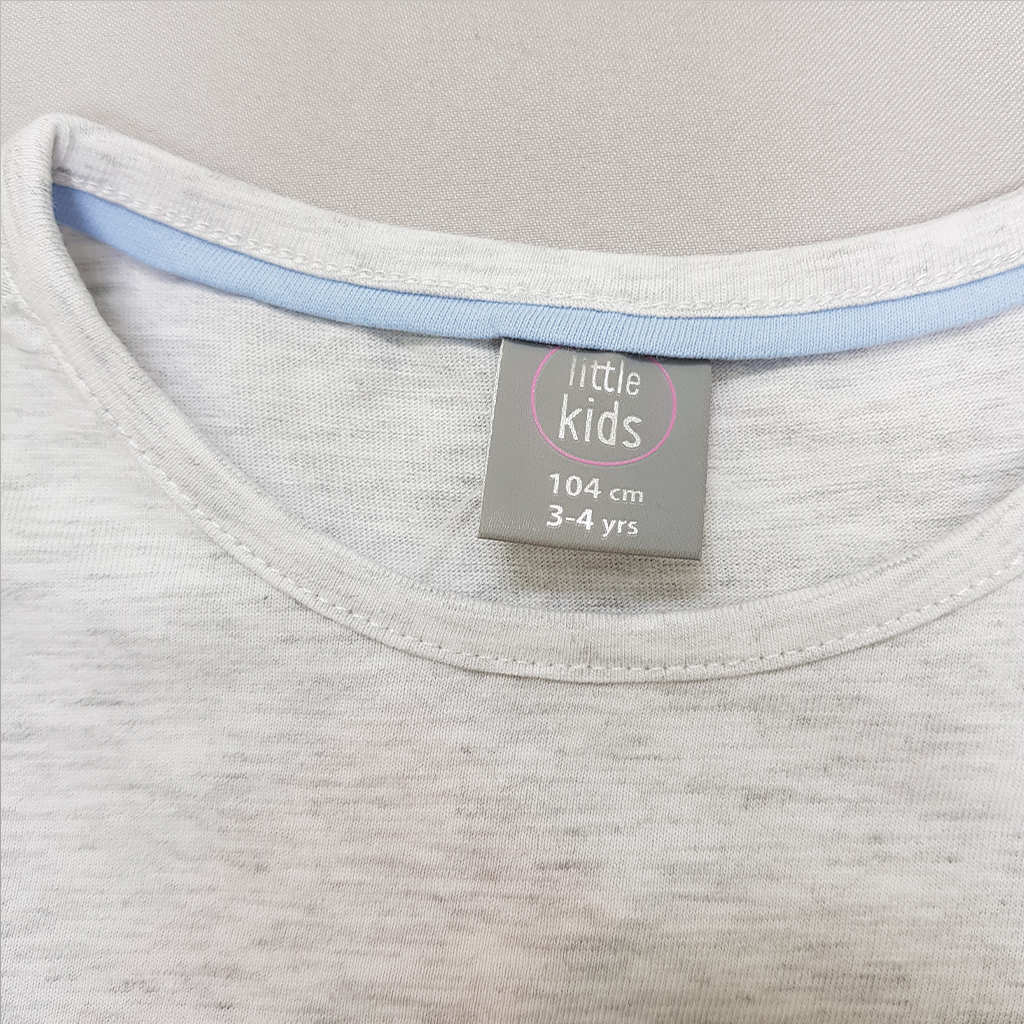 little
kids
104 cm
3-4 yrs